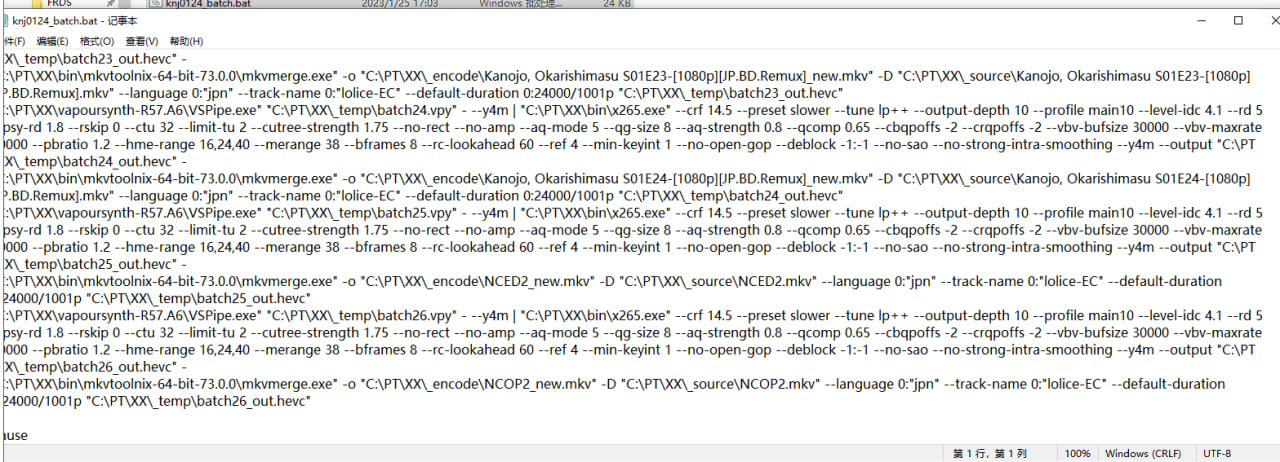 FRDS
knj0124_batch.bat
2023/1/25 17:03
Windows 批处理...
24 KB
knj0124_batch.bat - 记事本
件(F) 编辑(E) 格式(O) 查看(V) 帮助(H)
XX\_temp\batch23_out.hevc" -
:\PT\XX\bin\mkvtoolnix-64-bit-73.0.0\mkvmerge.exe" -o "C:\PT\XX\_encode\Kanojo, Okarishimasu S01E23-[1080p][JP.BD.Remux]_new.mkv" -D "C:\PT\XX\_source\Kanojo, Okarishimasu S01E23-[1080p]
P.BD.Remux].mkv" --language 0:"jpn" --track-name 0:"lolice-EC" --default-duration 0:24000/1001p "C:\PT\XX\_temp\batch23_out.hevc"
:\PT\XX\vapoursynth-R57.A6\VSPipe.exe" "C:\PT\XX\_temp\batch24.vpy" - --y4m | "C:\PT\XX\bin\x265.exe" --crf 14.5 --preset slower --tune lp++ --output-depth 10 --profile main10 --level-idc 4.1 --rd 5
psy-rd 1.8 --rskip 0 --ctu 32 --limit-tu 2 --cutree-strength 1.75 --no-rect --no-amp --aq-mode 5 --qg-size 8 --aq-strength 0.8 --qcomp 0.65 --cbqpoffs -2 --crqpoffs -2 --vbv-bufsize 30000 --vbv-maxrate
0000 --pbratio 1.2 --hme-range 16,24,40 --merange 38 --bframes 8 --rc-lookahead 60 --ref 4 --min-keyint 1 --no-open-gop --deblock -1:-1 --no-sao --no-strong-intra-smoothing --y4m --output "C:\PT
X\_temp\batch24_out.hevc" -
:\PT\XX\bin\mkvtoolnix-64-bit-73.0.0\mkvmerge.exe" -o "C:\PT\XX\_encode\Kanojo, Okarishimasu S01E24-[1080p][JP.BD.Remux]_new.mkv" -D "C:\PT\XX\_source\Kanojo, Okarishimasu S01E24-[1080p]
P.BD.Remux].mkv" --language 0:"jpn" --track-name 0:"lolice-EC" --default-duration 0:24000/1001p "C:\PT\XX\_temp\batch24_out.hevc"
:\PT\XX\vapoursynth-R57.A6\VSPipe.exe" "C:\PT\XX\_temp\batch25.vpy" - --y4m | "C:\PT\XX\bin\x265.exe" --crf 14.5 --preset slower --tune lp++ --output-depth 10 --profile main10 --level-idc 4.1 --rd 5
psy-rd 1.8 --rskip 0 --ctu 32 --limit-tu 2 --cutree-strength 1.75 --no-rect --no-amp --aq-mode 5 --qg-size 8 --aq-strength 0.8 --qcomp 0.65 --cbqpoffs -2 --crqpoffs -2 --vbv-bufsize 30000 --vbv-maxrate
0000 --pbratio 1.2 --hme-range 16,24,40 --merange 38 --bframes 8 --rc-lookahead 60 --ref 4 --min-keyint 1 --no-open-gop --deblock -1:-1 --no-sao --no-strong-intra-smoothing --y4m --output "C:\PT
X\_temp\batch25_out.hevc" -
:\PT\XX\bin\mkvtoolnix-64-bit-73.0.0\mkvmerge.exe" -o "C:\PT\XX\_encode\NCED2_new.mkv" -D "C:\PT\XX\_source\NCED2.mkv" --language 0:"jpn" --track-name 0:"lolice-EC" --default-duration
24000/1001p "C:\PT\XX\_temp\batch25_out.hevc"
:\PT\XX\vapoursynth-R57.A6\VSPipe.exe" "C:\PT\XX\_temp\batch26.vpy" - --y4m | "C:\PT\XX\bin\x265.exe" --crf 14.5 --preset slower --tune lp++ --output-depth 10 --profile main10 --level-idc 4.1 --rd 5
psy-rd 1.8 --rskip 0 --ctu 32 --limit-tu 2 --cutree-strength 1.75 --no-rect --no-amp --aq-mode 5 --qg-size 8 --aq-strength 0.8 --qcomp 0.65 --cbqpoffs -2 --crqpoffs -2 --vbv-bufsize 30000 --vbv-maxrate
0000 --pbratio 1.2 --hme-range 16,24,40 --merange 38 --bframes 8 --rc-lookahead 60 --ref 4 --min-keyint 1 --no-open-gop --deblock -1:-1 --no-sao --no-strong-intra-smoothing --y4m --output "C:\PT
X\_temp\batch26_out.hevc" -
:\PT\XX\bin\mkvtoolnix-64-bit-73.0.0\mkvmerge.exe" -o "C:\PT\XX\_encode\NCOP2_new.mkv" -D "C:\PT\XX\_source\NCOP2.mkv" --language 0:"jpn" --track-name 0:"lolice-EC" --default-duration
24000/1001p "C:\PT\XX\_temp\batch26_out.hevc"
use
第 1 行，第 1 列
100%
Windows (CRLF)
UTF-8